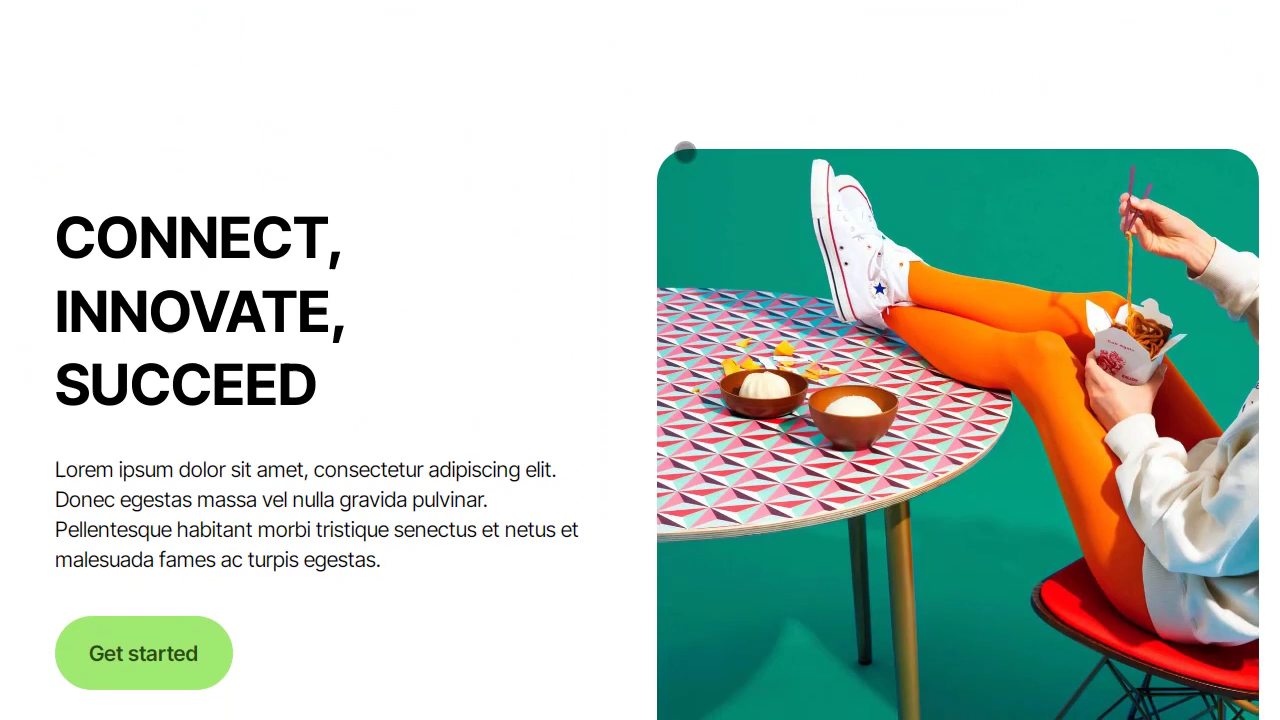 CONNECT,
INNOVATE,
SUCCEED
Lorem ipsum dolor sit amet, consectetur adipiscing elit.
Donec egestas massa vel nulla gravida pulvinar.
Pellentesque habitant morbi tristique senectus et netus et
malesuada fames ac turpis egestas.
Get started